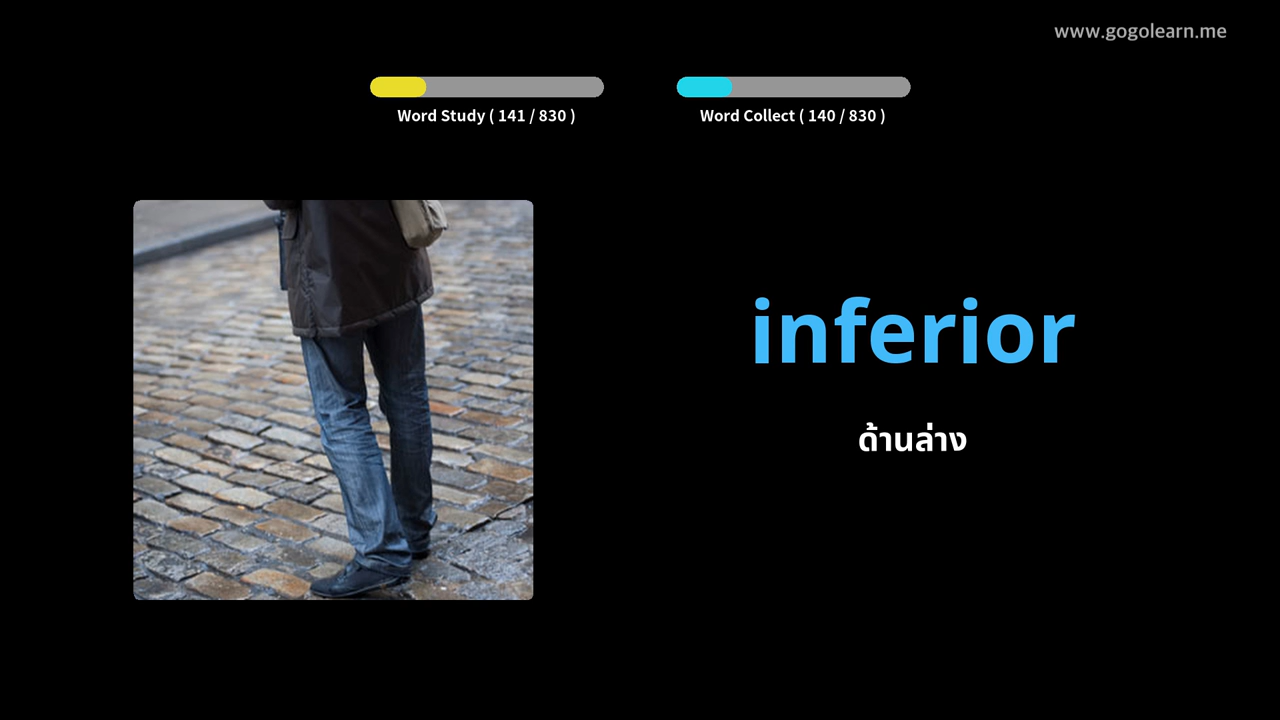 www.gogolearn.me
Word Study ( 141 / 830 )
Word Collect ( 140 / 830 )
inferior
ด้านล่าง